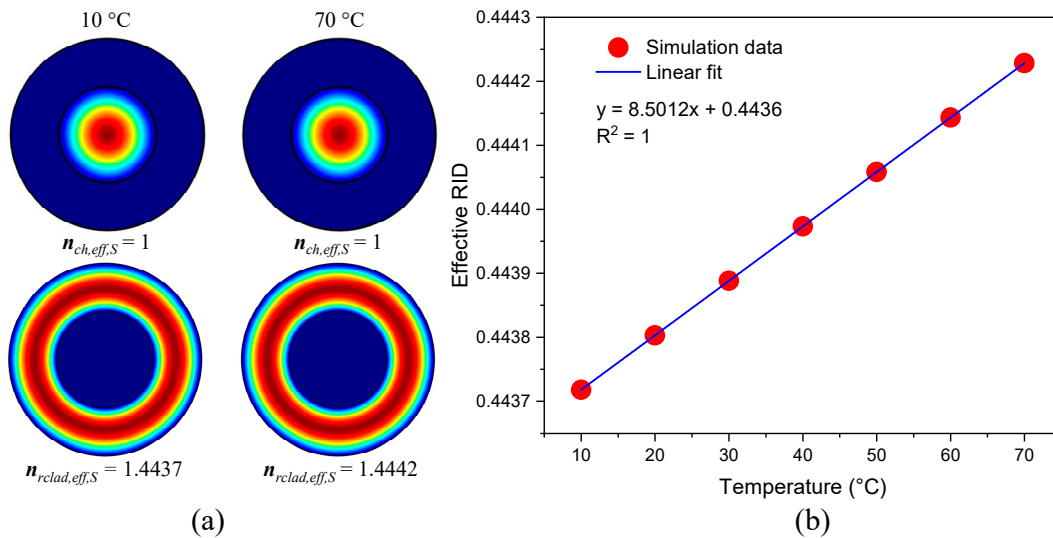 10 °C
70 °C
n_ch,eff,S = 1
n_ch,eff,S = 1
n_rclad,eff,S = 1.4437
n_rclad,eff,S = 1.4442
(a)
0.4443
0.4442
0.4441
0.4440
0.4439
0.4438
0.4437
Effective RID
Simulation data
Linear fit
y = 8.5012x + 0.4436
R² = 1
10 20 30 40 50 60 70
Temperature (°C)
(b)